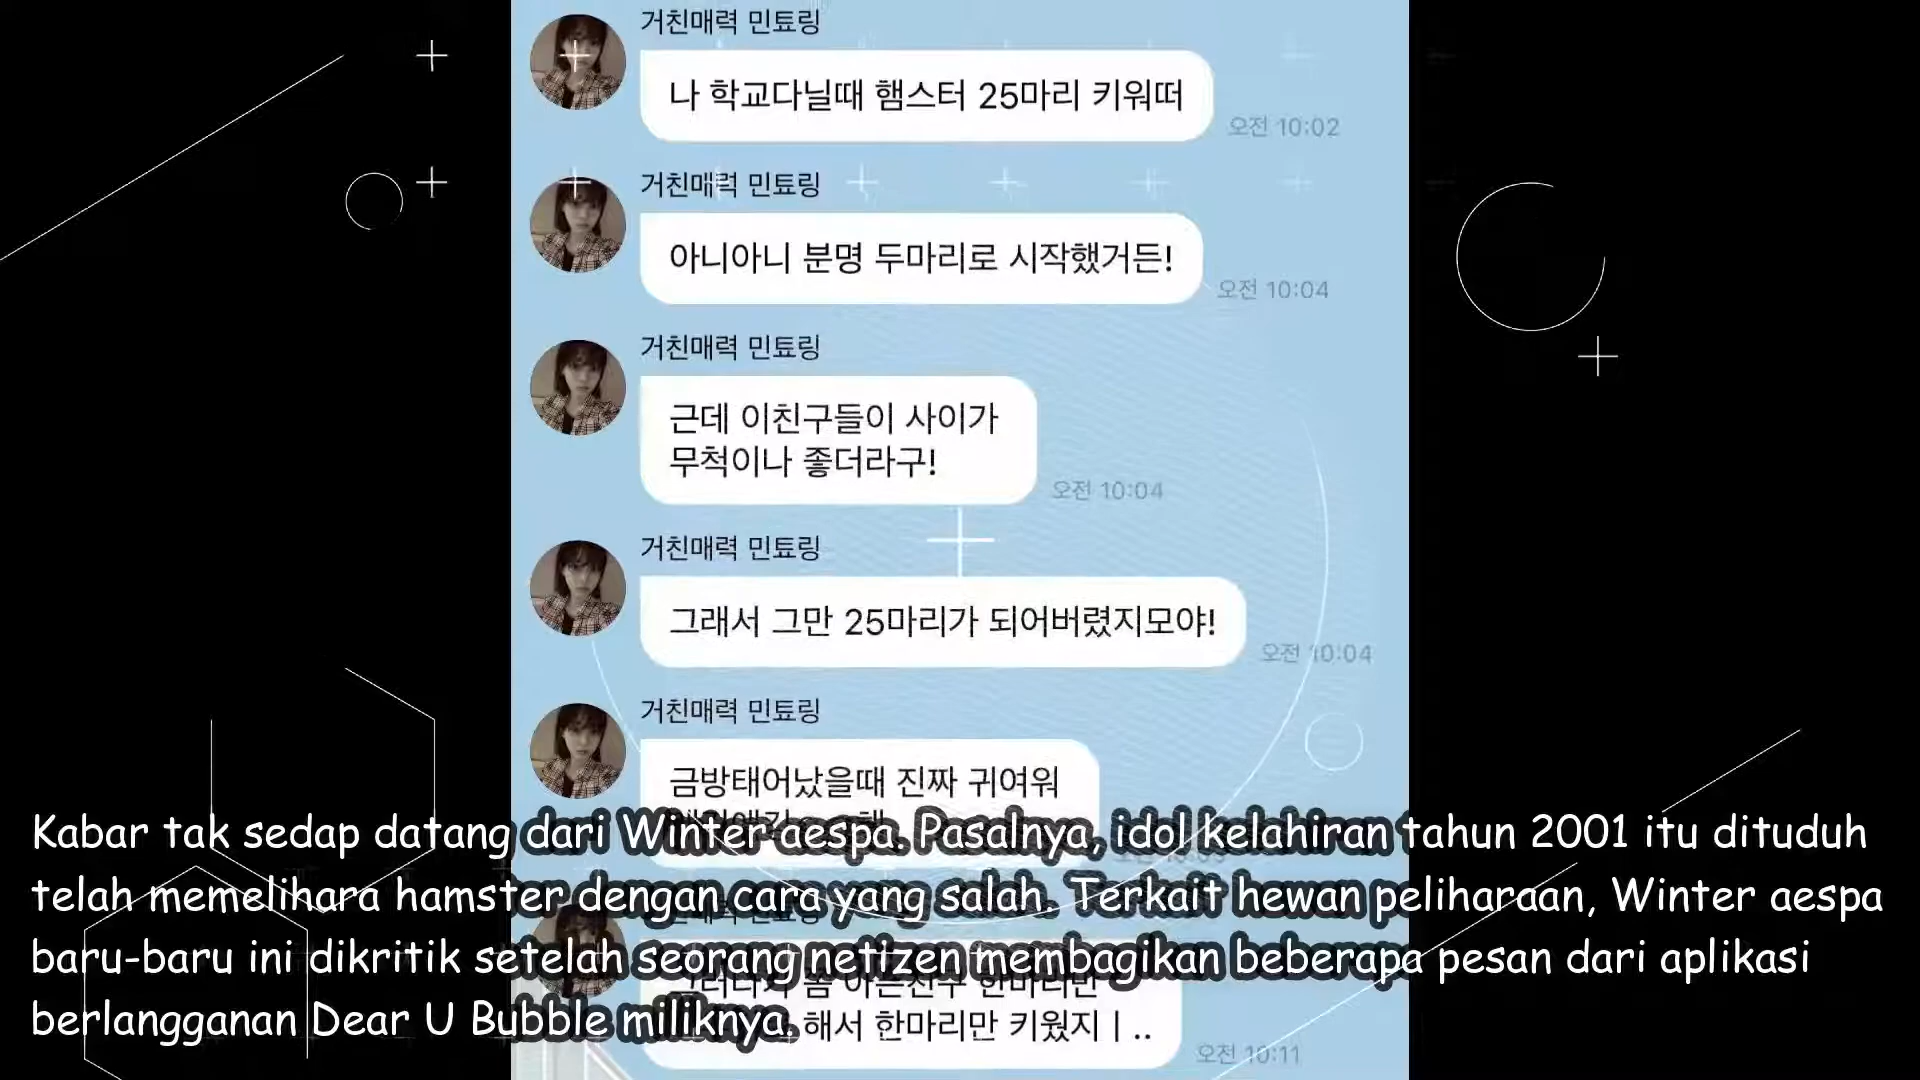 거친매력 민툐링
나 학교다닐때 햄스터 25마리 키워떠
오전 10:02
거친매력 민툐링
아니아니 분명 두마리로 시작했거든!
오전 10:04
거친매력 민툐링
근데 이친구들이 사이가
무척이나 좋더라구!
오전 10:04
거친매력 민툐링
그래서 그만 25마리가 되어버렸지모야!
오전 10:04
거친매력 민툐링
금방태어났을때 진짜 귀여워
Kabar tak sedap datang dari Winter aespa. Pasalnya, idol kelahiran tahun 2001 itu dituduh
telah memelihara hamster dengan cara yang salah. Terkait hewan peliharaan, Winter aespa
baru-baru ini dikritik setelah seorang netizen membagikan beberapa pesan dari aplikasi
berlangganan Dear U Bubble miliknya.
민툐링
한마리만
해서 한마리만 키웠지ㅣ..
오전 10:11